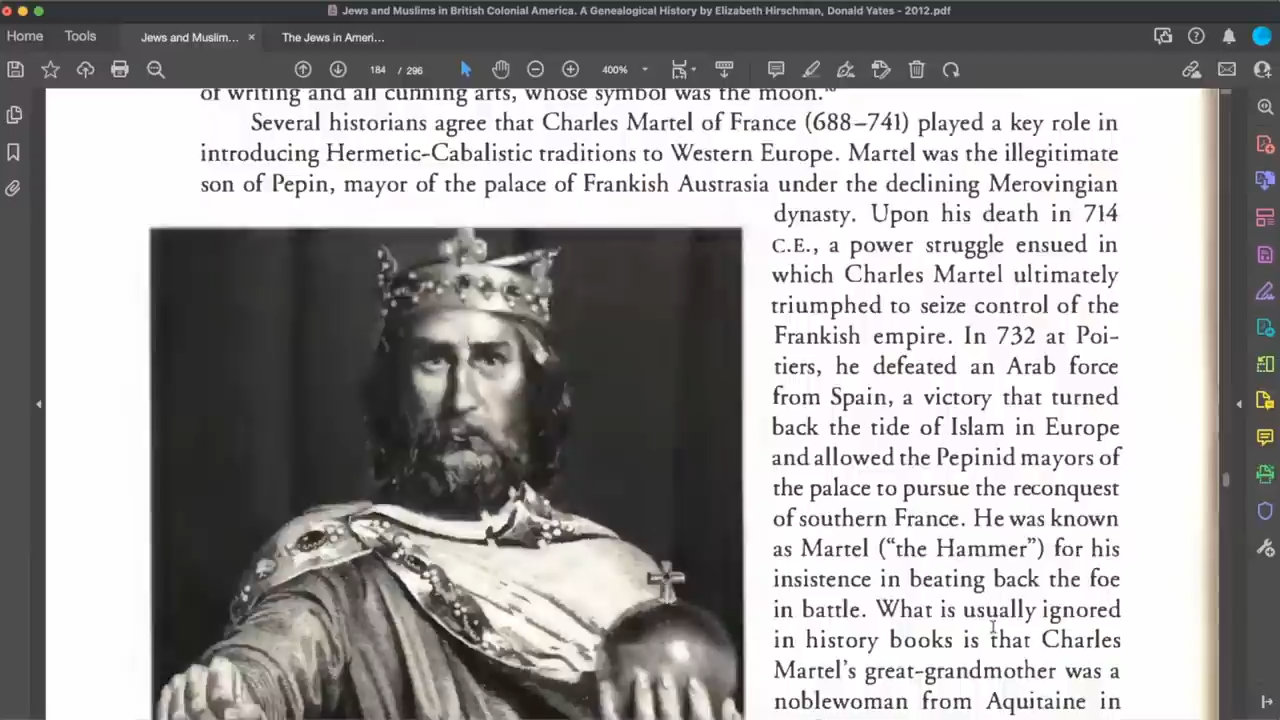 Jews and Muslims in British Colonial America. A Genealogical History by Elizabeth Hirschman, Donald Yates - 2012.pdf
Home
Tools
Jews and Muslim...
×
The Jews in Ameri...
184
/ 296
400%
of writing and all cunning arts, whose symbol was the moon.
Several historians agree that Charles Martel of France (688–741) played a key role in
introducing Hermetic-Cabalistic traditions to Western Europe. Martel was the illegitimate
son of Pepin, mayor of the palace of Frankish Austrasia under the declining Merovingian
dynasty. Upon his death in 714
C.E., a power struggle ensued in
which Charles Martel ultimately
triumphed to seize control of the
Frankish empire. In 732 at Poi-
tiers, he defeated an Arab force
from Spain, a victory that turned
back the tide of Islam in Europe
and allowed the Pepinid mayors of
the palace to pursue the reconquest
of southern France. He was known
as Martel (“the Hammer”) for his
insistence in beating back the foe
in battle. What is usually ignored
in history books is that Charles
Martel’s great-grandmother was a
noblewoman from Aquitaine in